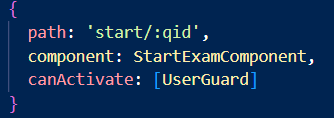 {
  path: 'start/:qid',
  component: StartExamComponent,
  canActivate: [UserGuard]
}